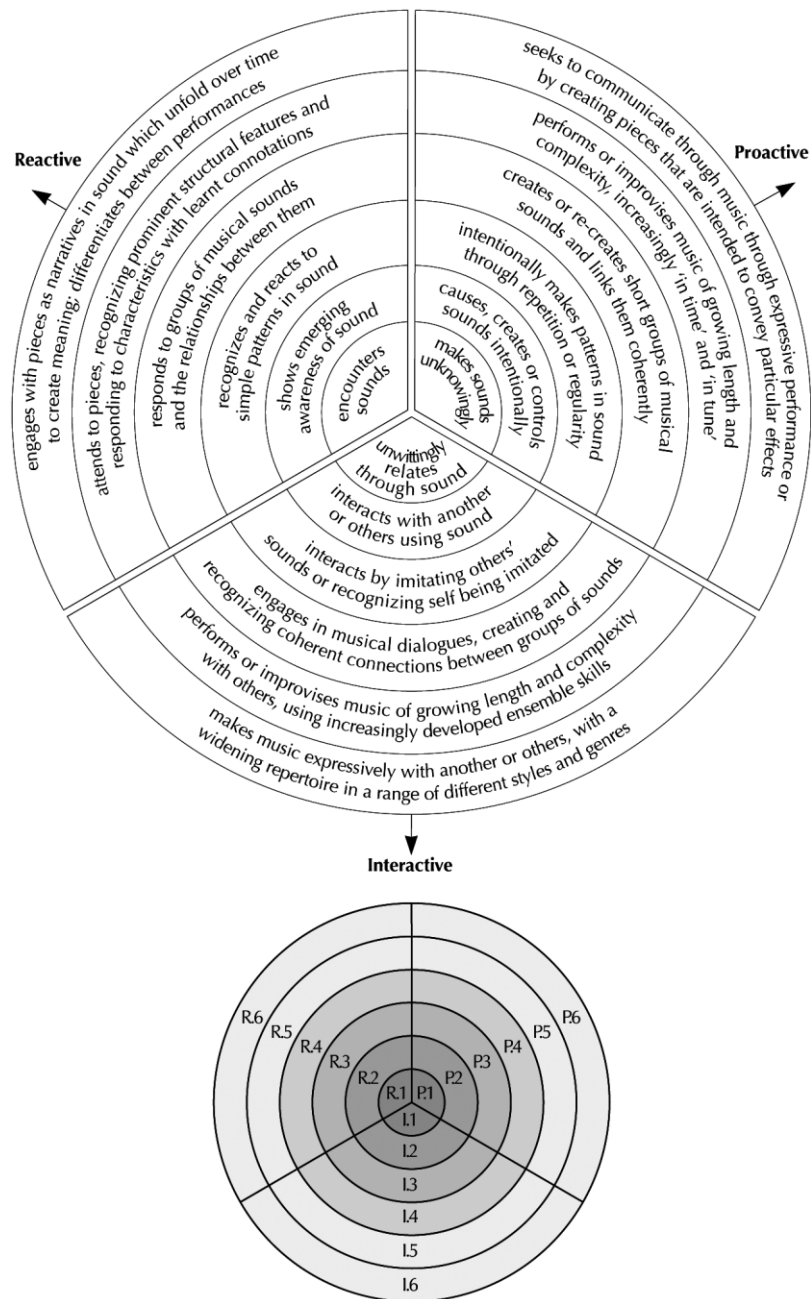 Reactive
engages with pieces as narratives in sound which unfold over time
to create meaning; differentiates between performances
attends to pieces, recognizing prominent structural features and
responding to characteristics with learnt connotations
responds to groups of musical sounds
and the relationships between them
recognizes and reacts to
simple patterns in sound
shows emerging
awareness of sound
encounters
sounds
Proactive
seeks to communicate through music through expressive performance or
by creating pieces that are intended to convey particular effects
performs or improvises music of growing length and
complexity, increasingly ‘in time’ and ‘in tune’
creates or re-creates short groups of musical
sounds and links them coherently
intentionally makes patterns in sound
through repetition or regularity
causes, creates or controls
sounds intentionally
makes sounds
unknowingly
unwittingly
relates
through sound
interacts with another
or others using sound
interacts by imitating others’
sounds or recognizing self being imitated
engages in musical dialogues, creating and
recognizing coherent connections between groups of sounds
performs or improvises music of growing length and complexity
with others, using increasingly developed ensemble skills
makes music expressively with another or others, with a
widening repertoire in a range of different styles and genres
Interactive
R.6
R.5
R.4
R.3
R.2
R.1
P.1
P.2
P.3
P.4
P.5
P.6
I.1
I.2
I.3
I.4
I.5
I.6